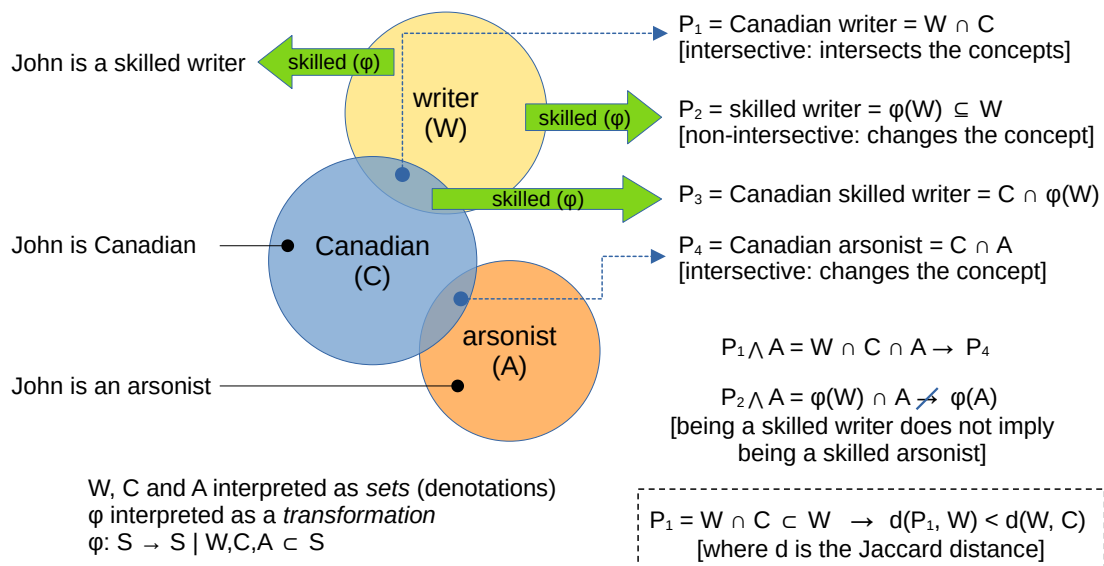 John is a skilled writer
skilled (φ)
writer
(W)
skilled (φ)
skilled (φ)
John is Canadian
Canadian
(C)
arsonist
(A)
John is an arsonist
P₁ = Canadian writer = W ∩ C
[intersective: intersects the concepts]
P₂ = skilled writer = φ(W) ⊆ W
[non-intersective: changes the concept]
P₃ = Canadian skilled writer = C ∩ φ(W)
P₄ = Canadian arsonist = C ∩ A
[intersective: changes the concept]
P₁ ⋀ A = W ∩ C ∩ A → P₄
P₂ ⋀ A = φ(W) ∩ A ↛ φ(A)
[being a skilled writer does not imply
being a skilled arsonist]
W, C and A interpreted as sets (denotations)
φ interpreted as a transformation
φ: S → S | W,C,A ⊂ S
P₁ = W ∩ C ⊂ W → d(P₁, W) < d(W, C)
[where d is the Jaccard distance]